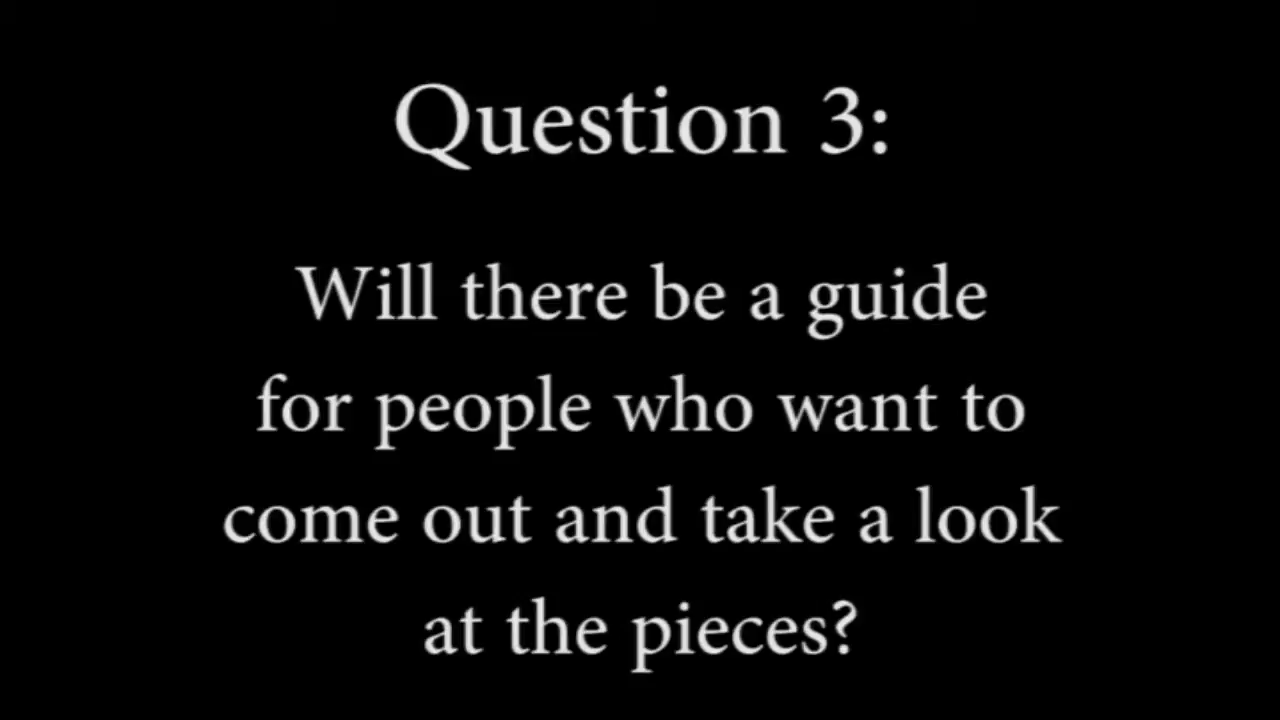 Question 3:
Will there be a guide
for people who want to
come out and take a look
at the pieces?